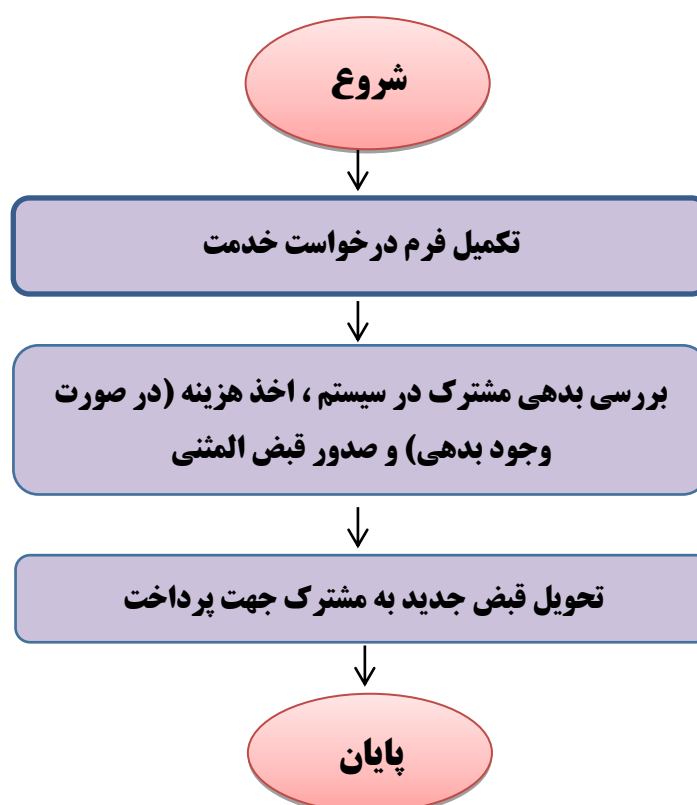 شروع
تکمیل فرم درخواست خدمت
بررسی بدهی مشترک در سیستم ، اخذ هزینه (در صورت
وجود بدهی) و صدور قبض المثنی
تحویل قبض جدید به مشترک جهت پرداخت
پایان